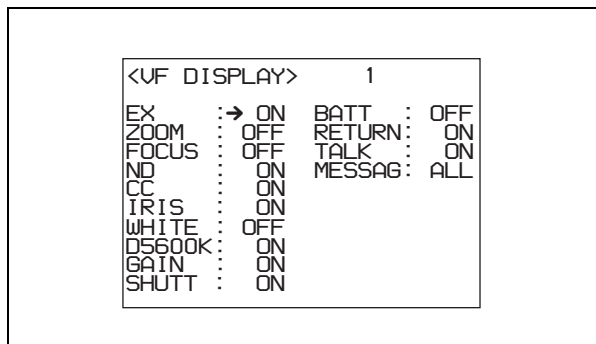 <VF DISPLAY> 1
EX :→ ON BATT : OFF
ZOOM : OFF RETURN: ON
FOCUS : OFF TALK : ON
ND : ON MESSAG: ALL
CC : ON
IRIS : ON
WHITE : OFF
D5600K: ON
GAIN : ON
SHUTT : ON